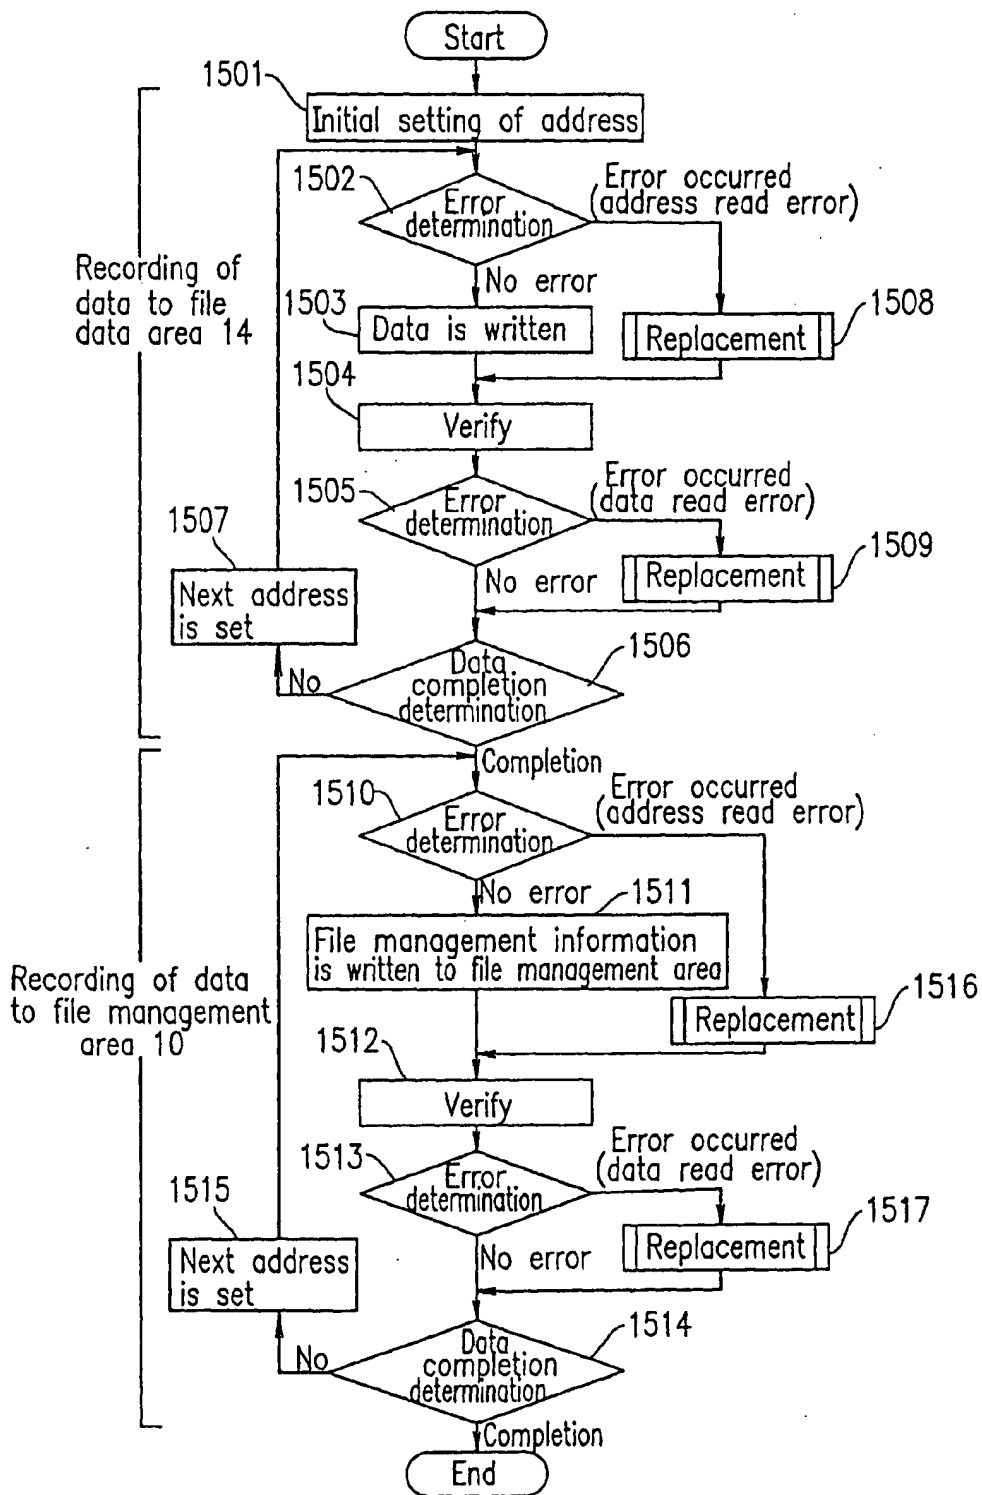 Start
1501
Initial setting of address
1502
Error
determination
Error occurred
(address read error)
Recording of
data to file
data area 14
No error
1503
Data is written
1508
Replacement
1504
Verify
1505
Error
determination
Error occurred
(data read error)
1507
Next address
is set
No error
1509
Replacement
1506
Data
completion
determination
No
Completion
1510
Error
determination
Error occurred
(address read error)
No error
1511
File management information
is written to file management area
Recording of data
to file management
area 10
1516
Replacement
1512
Verify
1513
Error
determination
Error occurred
(data read error)
1515
Next address
is set
No error
1517
Replacement
1514
Data
completion
determination
No
Completion
End